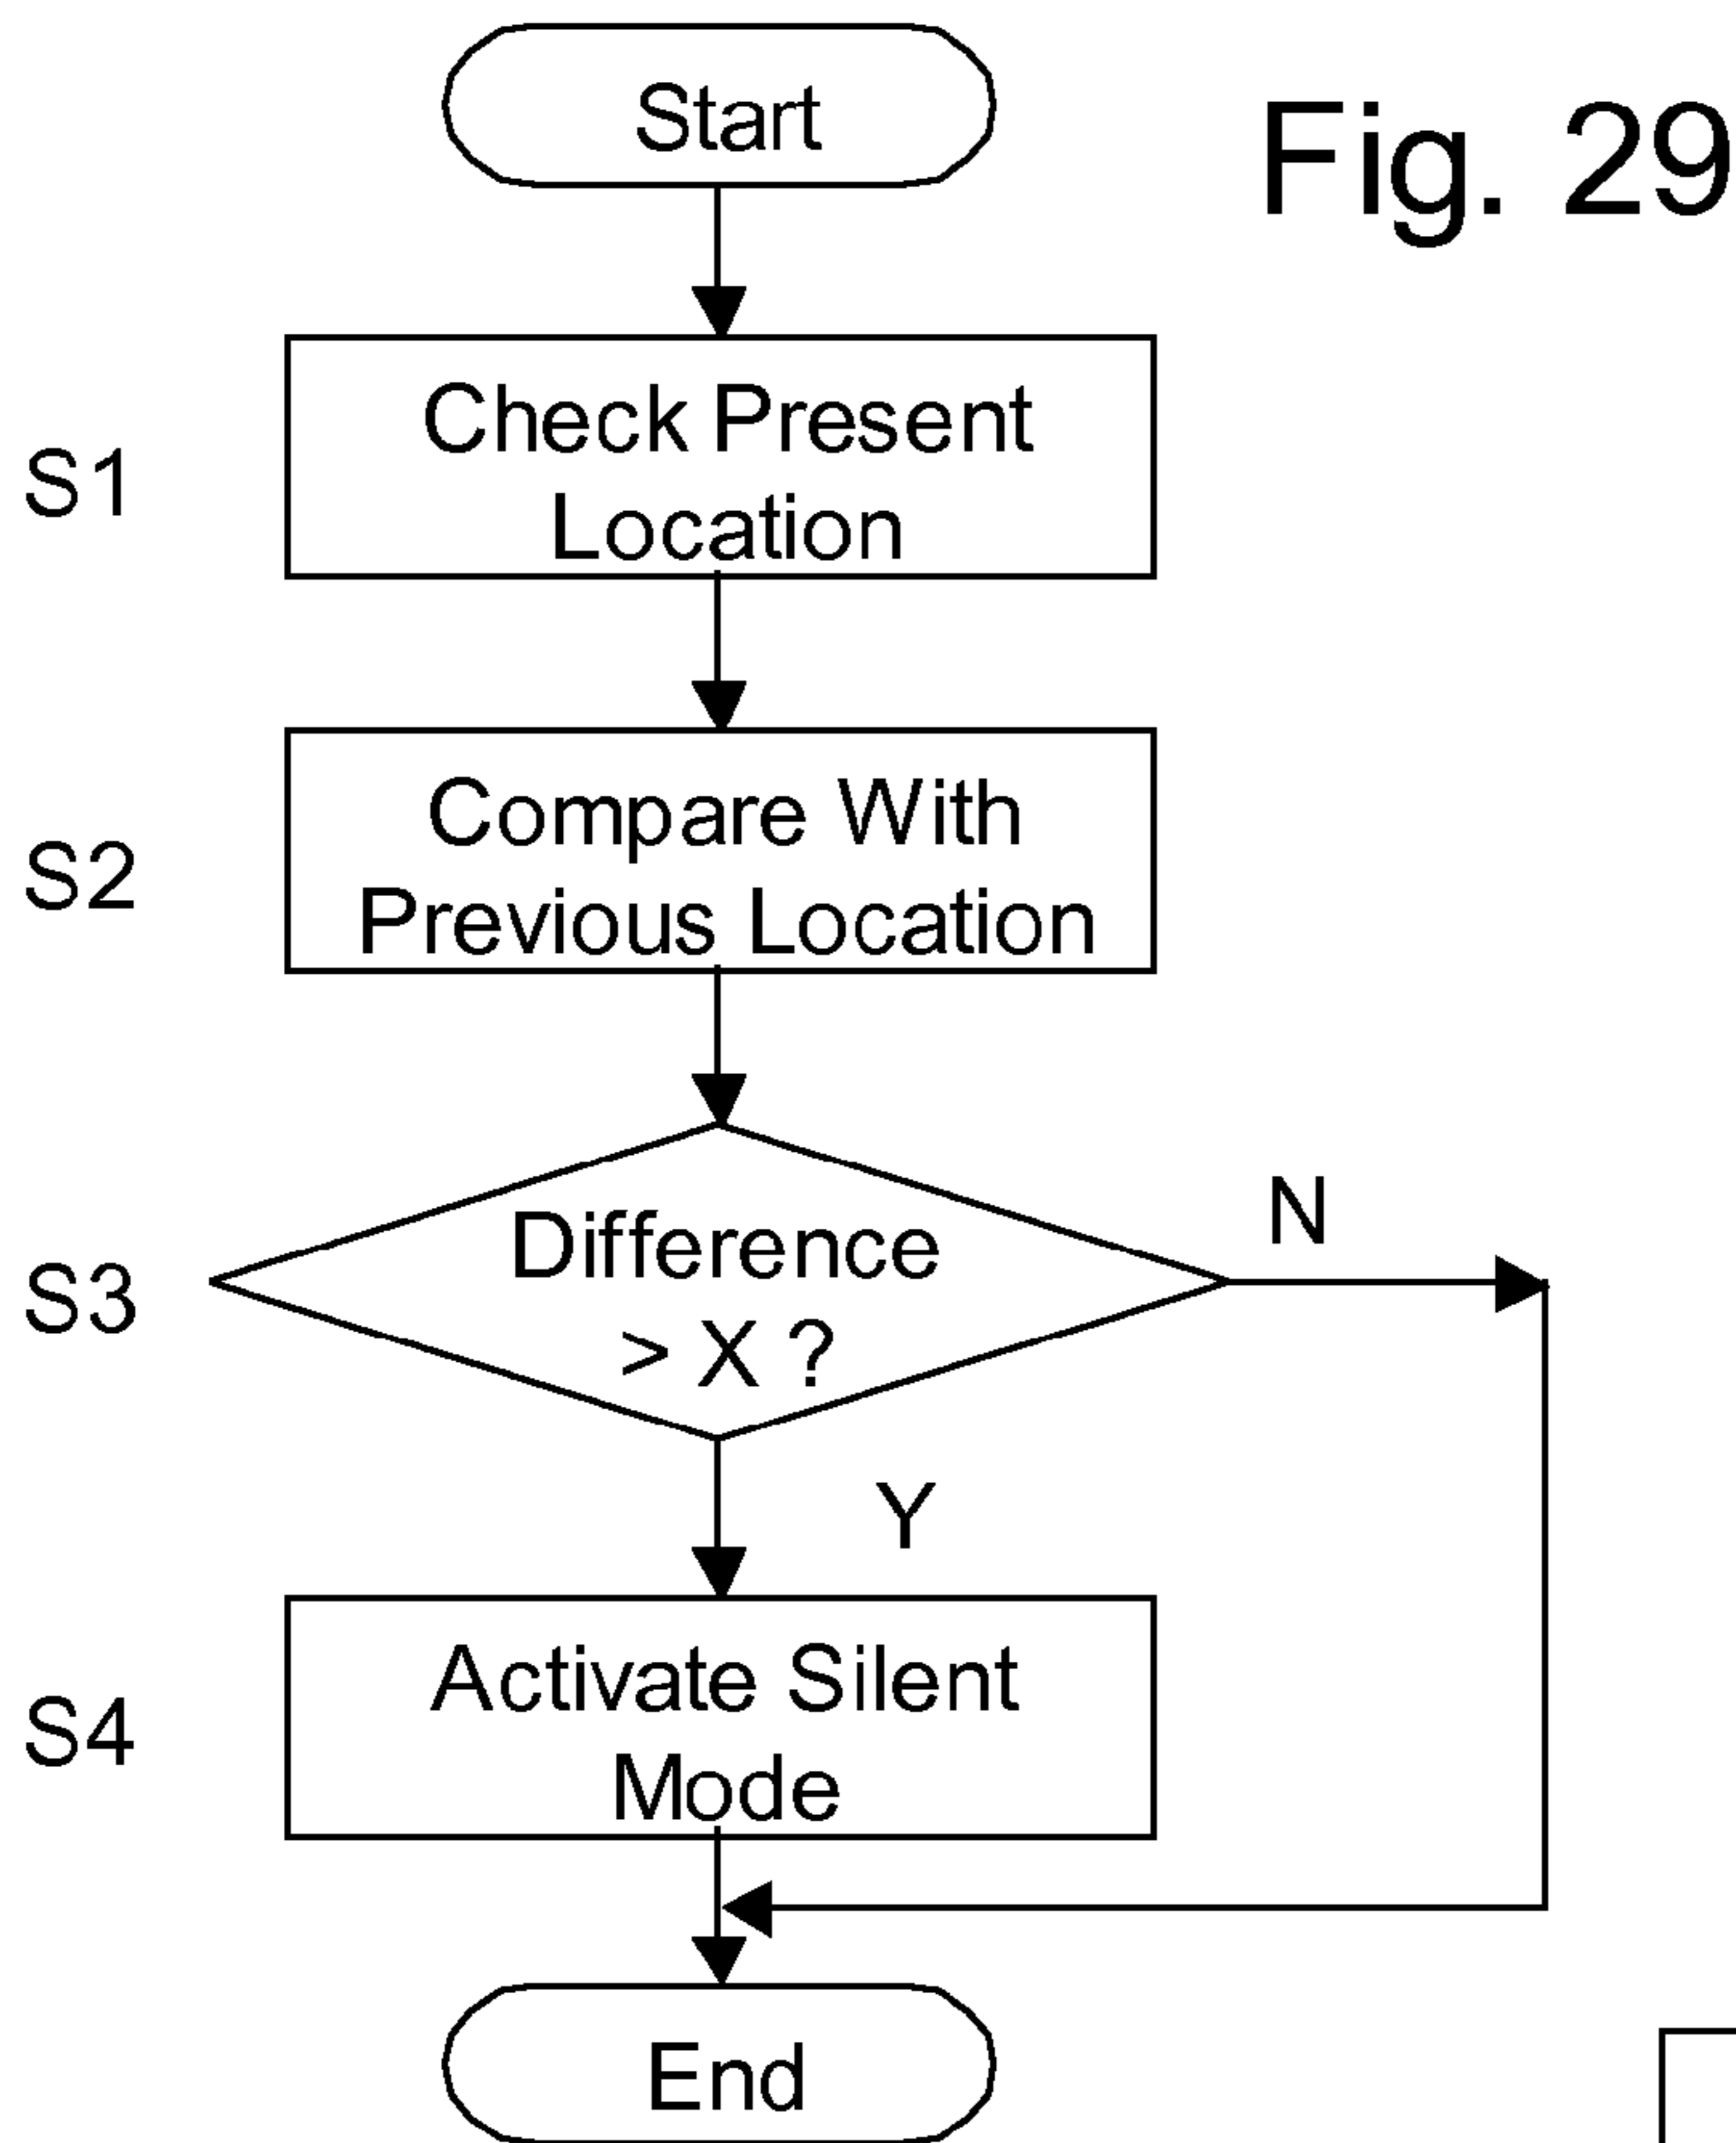 Start
Fig. 29
S1
Check Present
Location
S2
Compare With
Previous Location
S3
Difference
> X ?
N
Y
S4
Activate Silent
Mode
End